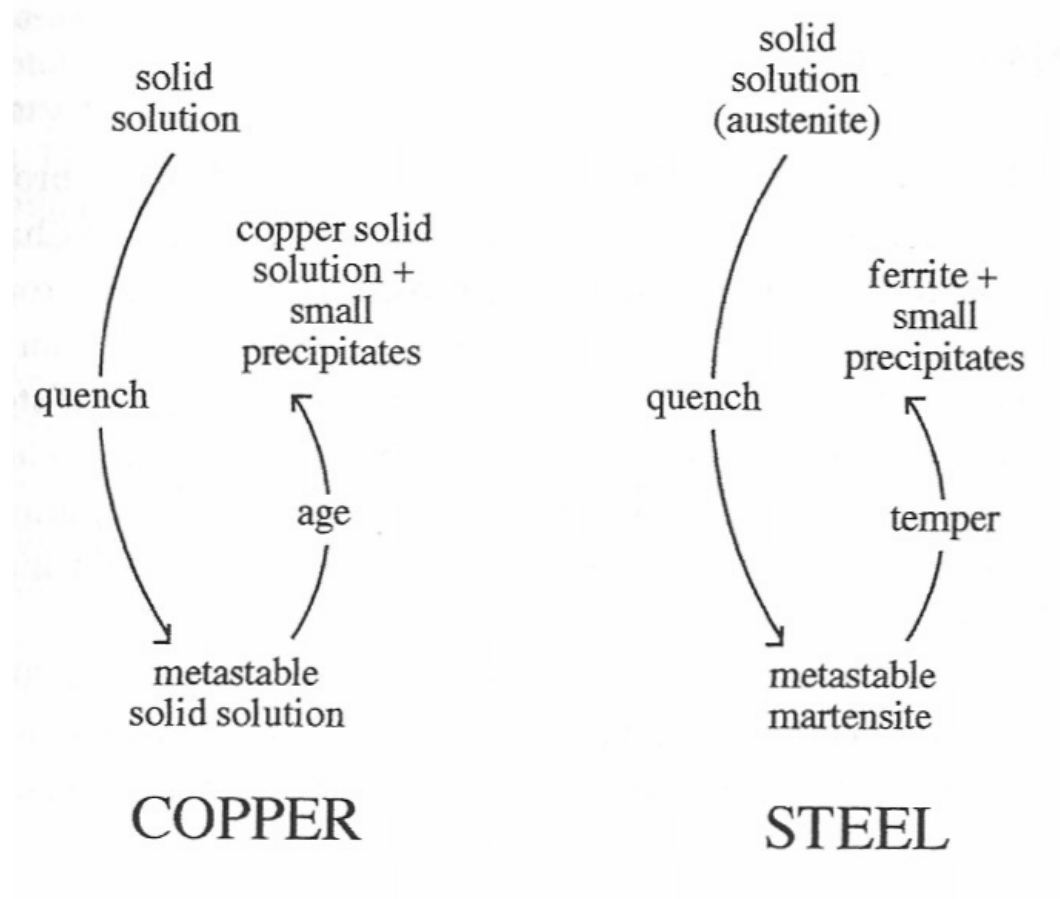 solid
solution
quench
copper solid
solution +
small
precipitates
age
metastable
solid solution
COPPER
solid
solution
(austenite)
quench
ferrite +
small
precipitates
temper
metastable
martensite
STEEL